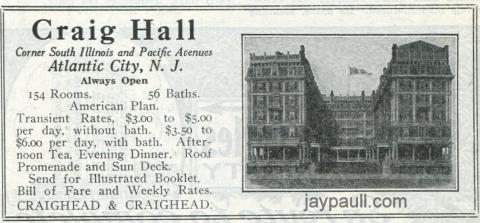 Craig Hall
Corner South Illinois and Pacific Avenues
Atlantic City, N. J.
Always Open
154 Rooms. 56 Baths.
American Plan.
Transient Rates, $3.00 to $5.00
per day, without bath. $3.50 to
$6.00 per day, with bath. After-
noon Tea, Evening Dinner. Roof
Promenade and Sun Deck.
Send for Illustrated Booklet.
Bill of Fare and Weekly Rates.
CRAIGHEAD & CRAIGHEAD.
jaypaull.com